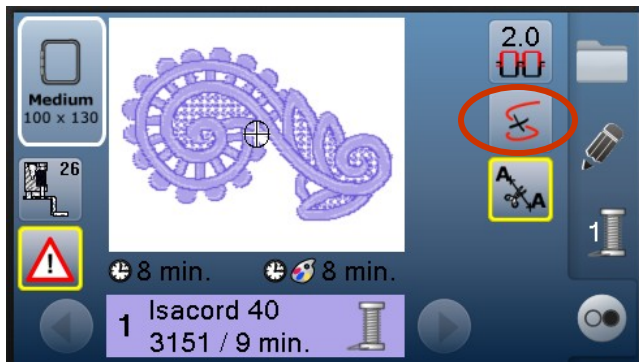 2.0
Medium
100 x 130
26
A A
1
8 min.
8 min.
1
Isacord 40
3151 / 9 min.